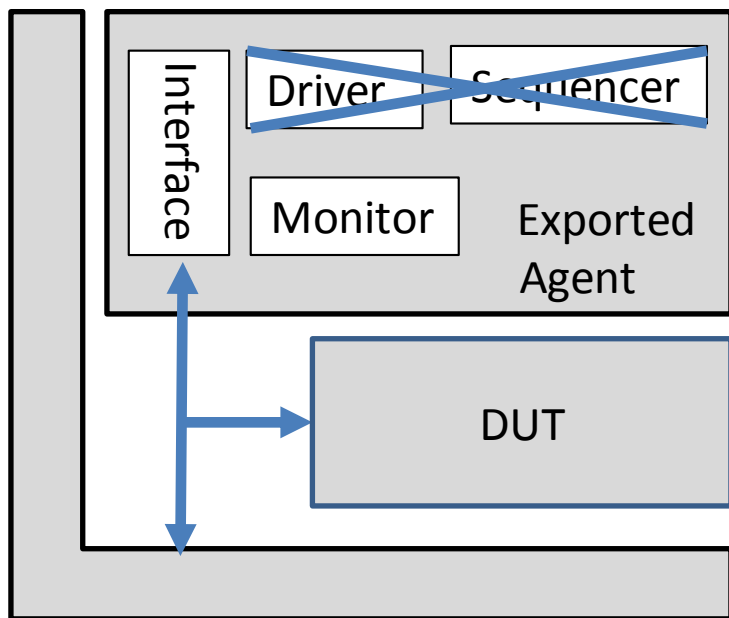 Interface
Driver
Sequencer
Monitor
Exported
Agent
DUT